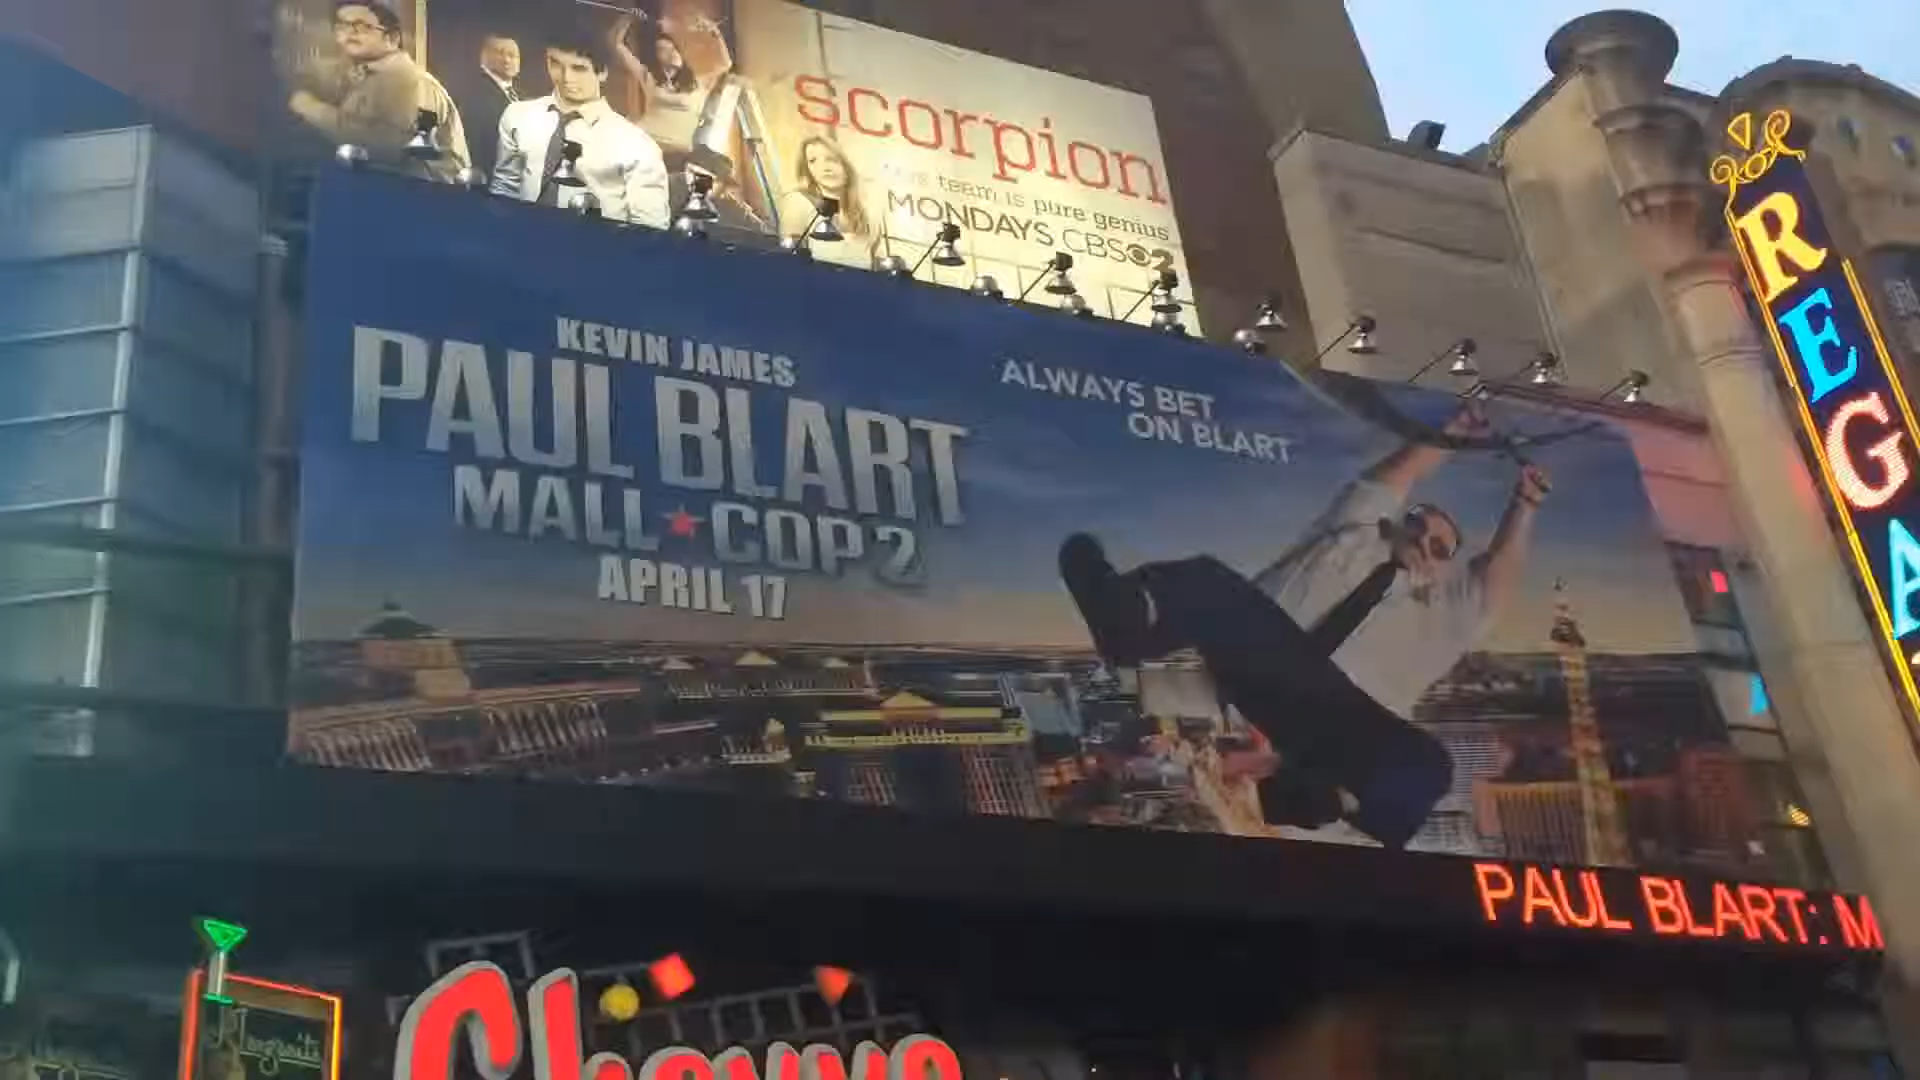 scorpion
team is pure genius
MONDAYS CBS 2
KEVIN JAMES
PAUL BLART
MALL COP 2
APRIL 17
ALWAYS BET
ON BLART
REGA
PAUL BLART: M
Chevys